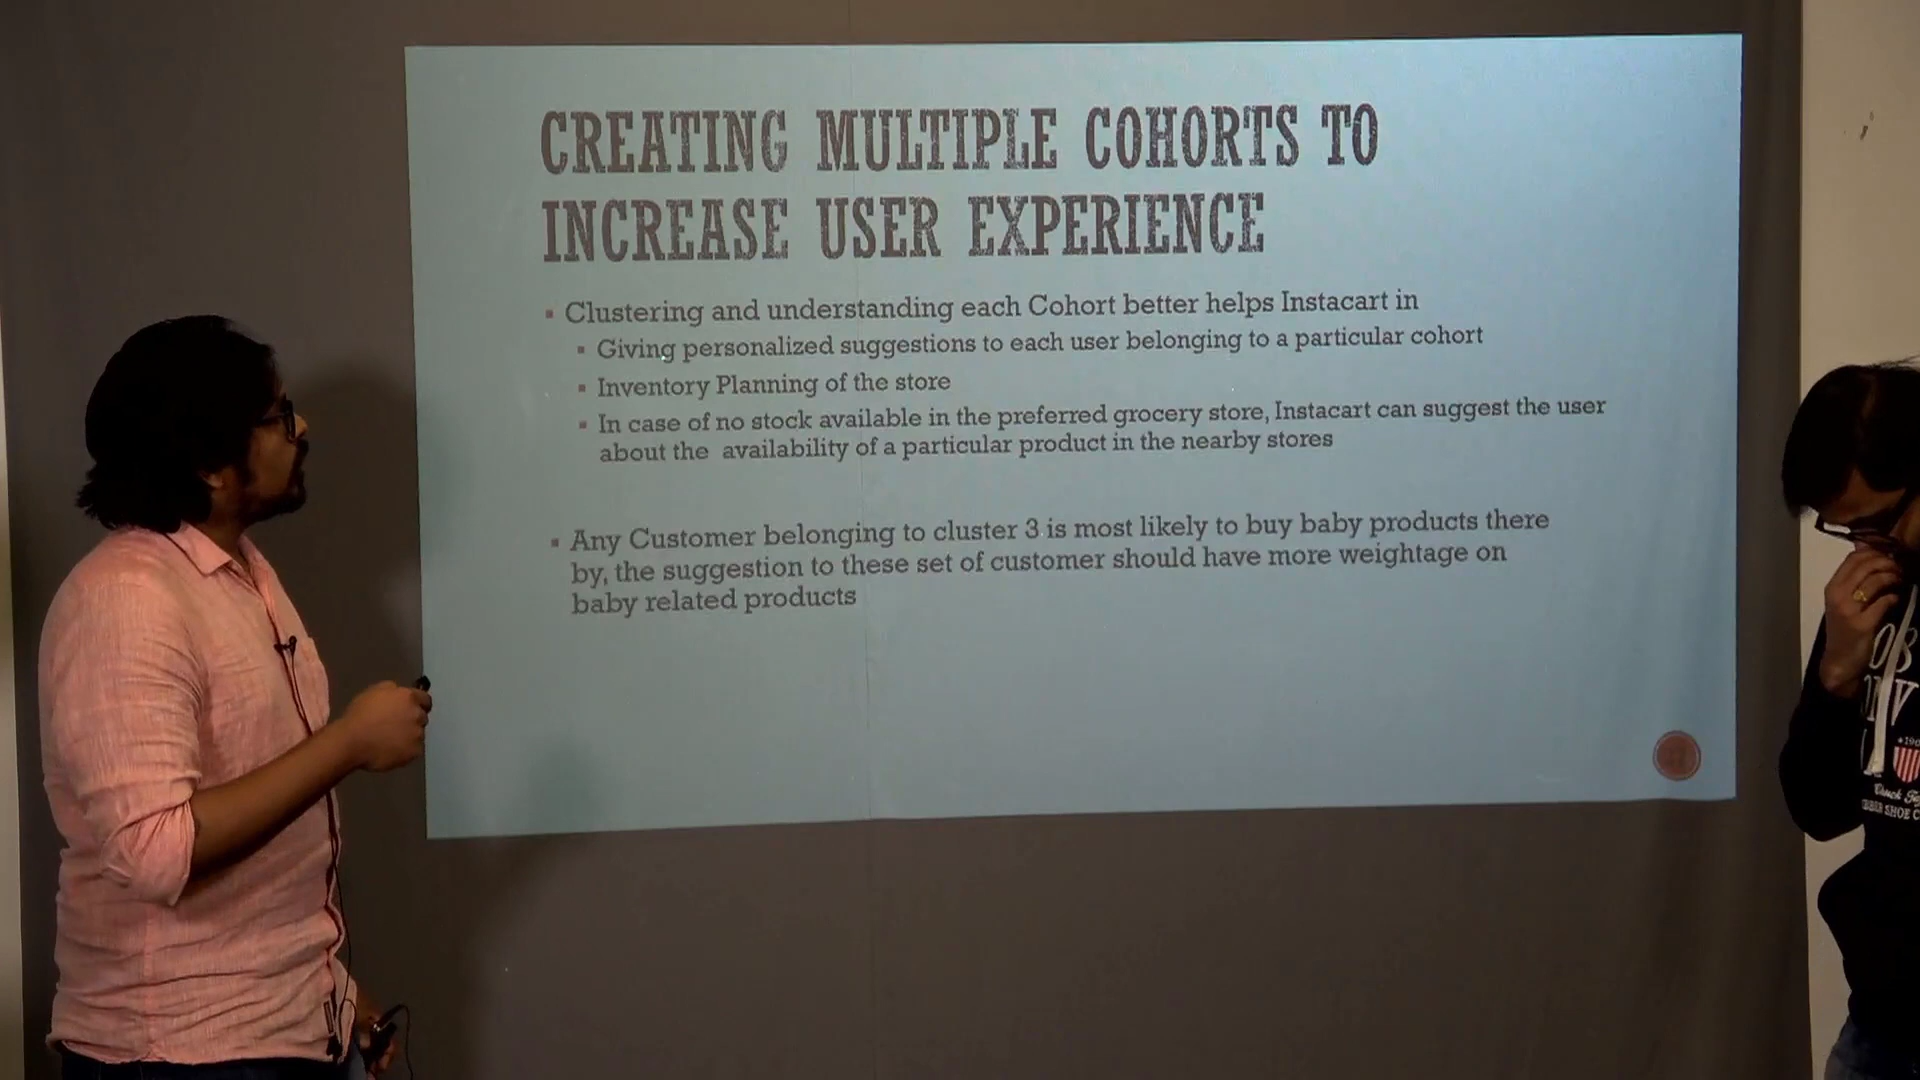 CREATING MULTIPLE COHORTS TO
INCREASE USER EXPERIENCE
▪ Clustering and understanding each Cohort better helps Instacart in
▪ Giving personalized suggestions to each user belonging to a particular cohort
▪ Inventory Planning of the store
▪ In case of no stock available in the preferred grocery store, Instacart can suggest the user
about the availability of a particular product in the nearby stores
▪ Any Customer belonging to cluster 3 is most likely to buy baby products there
by, the suggestion to these set of customer should have more weightage on
baby related products
SHOE